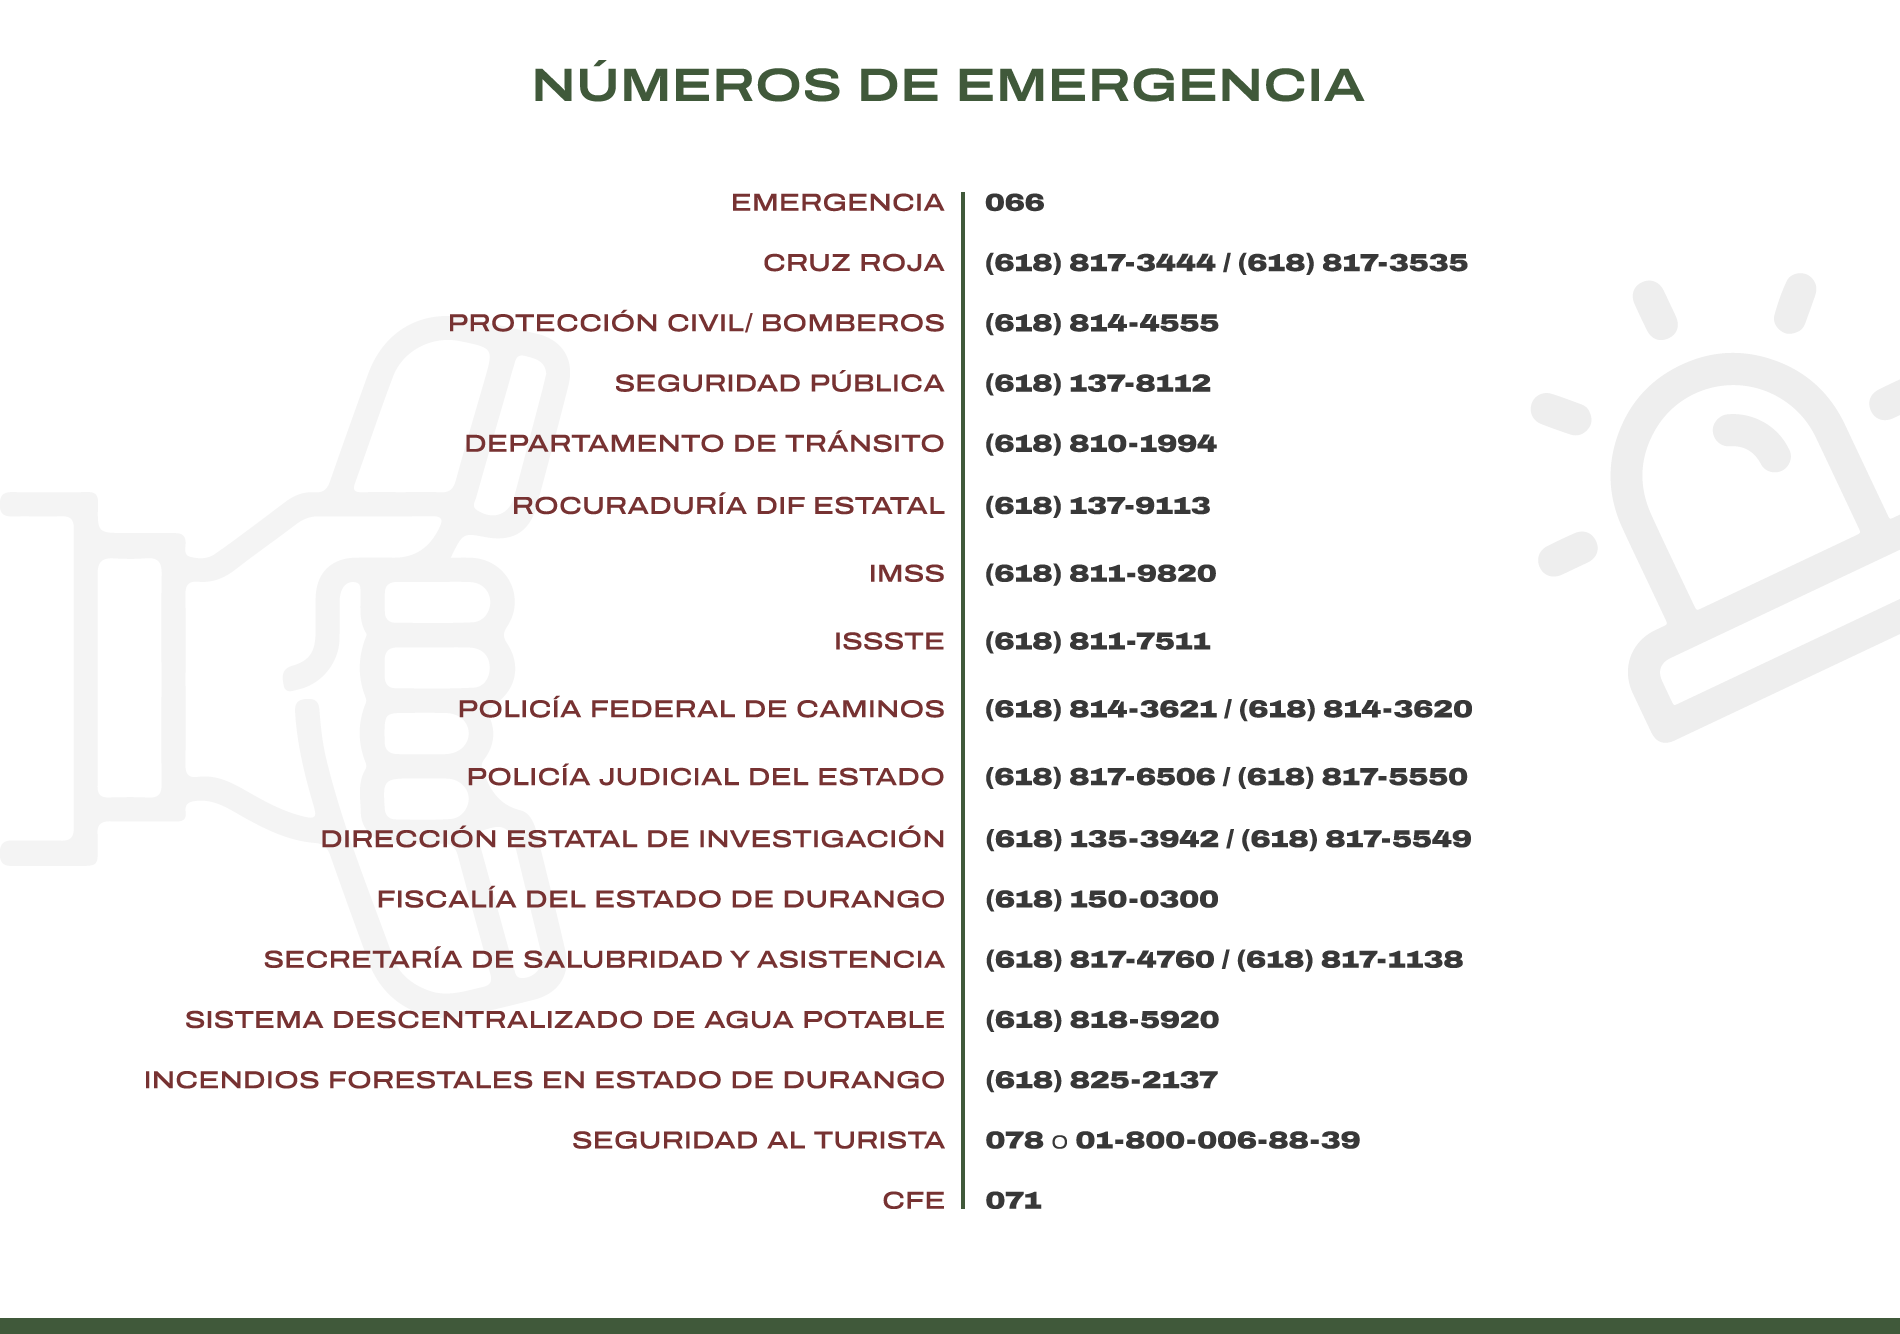 NÚMEROS DE EMERGENCIA
EMERGENCIA 066
CRUZ ROJA (618) 817-3444 / (618) 817-3535
PROTECCIÓN CIVIL/ BOMBEROS (618) 814-4555
SEGURIDAD PÚBLICA (618) 137-8112
DEPARTAMENTO DE TRÁNSITO (618) 810-1994
ROCURADURÍA DIF ESTATAL (618) 137-9113
IMSS (618) 811-9820
ISSSTE (618) 811-7511
POLICÍA FEDERAL DE CAMINOS (618) 814-3621 / (618) 814-3620
POLICÍA JUDICIAL DEL ESTADO (618) 817-6506 / (618) 817-5550
DIRECCIÓN ESTATAL DE INVESTIGACIÓN (618) 135-3942 / (618) 817-5549
FISCALÍA DEL ESTADO DE DURANGO (618) 150-0300
SECRETARÍA DE SALUBRIDAD Y ASISTENCIA (618) 817-4760 / (618) 817-1138
SISTEMA DESCENTRALIZADO DE AGUA POTABLE (618) 818-5920
INCENDIOS FORESTALES EN ESTADO DE DURANGO (618) 825-2137
SEGURIDAD AL TURISTA 078 o 01-800-006-88-39
CFE 071